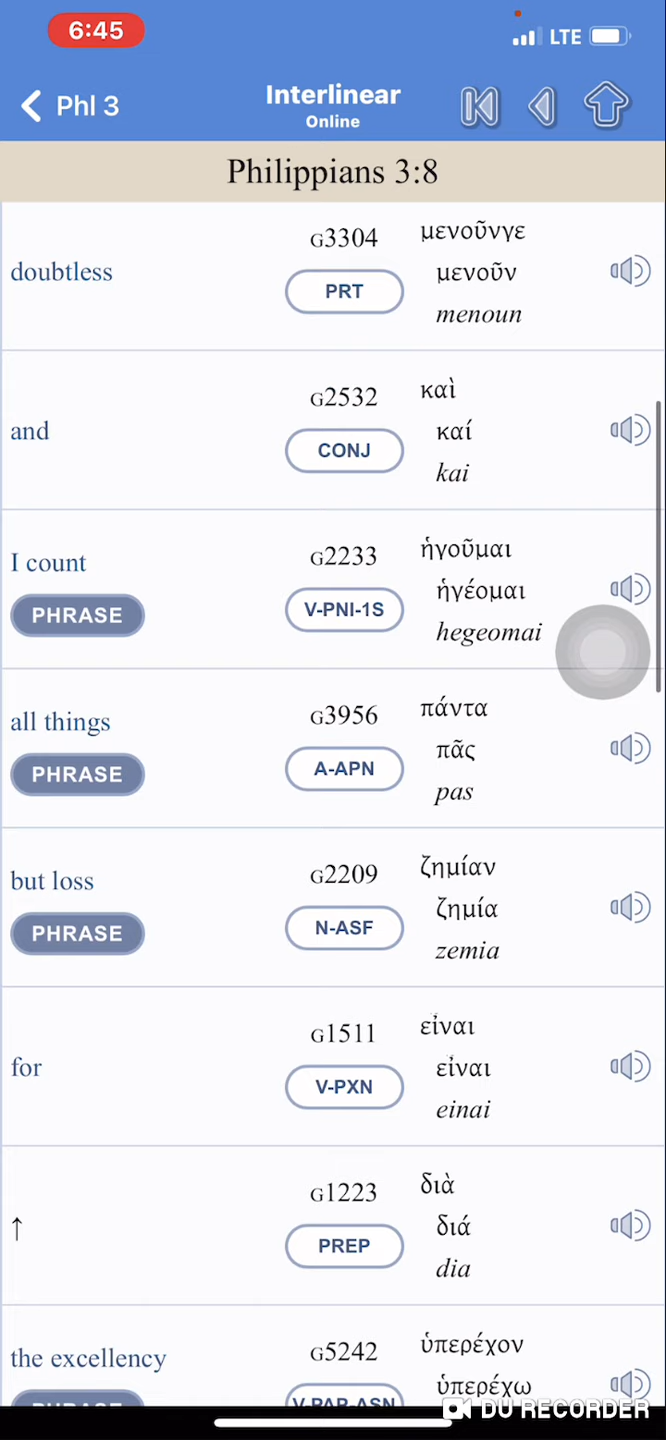 6:45
LTE
Phl 3
Interlinear
Online
Philippians 3:8
doubtless
G3304
PRT
μενοῦνγε
μενοῦν
menoun
and
G2532
CONJ
καὶ
καί
kai
I count
PHRASE
G2233
V-PNI-1S
ἡγοῦμαι
ἡγέομαι
hegeomai
all things
PHRASE
G3956
A-APN
πάντα
πᾶς
pas
but loss
PHRASE
G2209
N-ASF
ζημίαν
ζημία
zemia
for
G1511
V-PXN
εἶναι
εἶναι
einai
↑
G1223
PREP
διὰ
διά
dia
the excellency
PHRASE
G5242
V-PAP-ASN
ὑπερέχον
ὑπερέχω
DU RECORDER